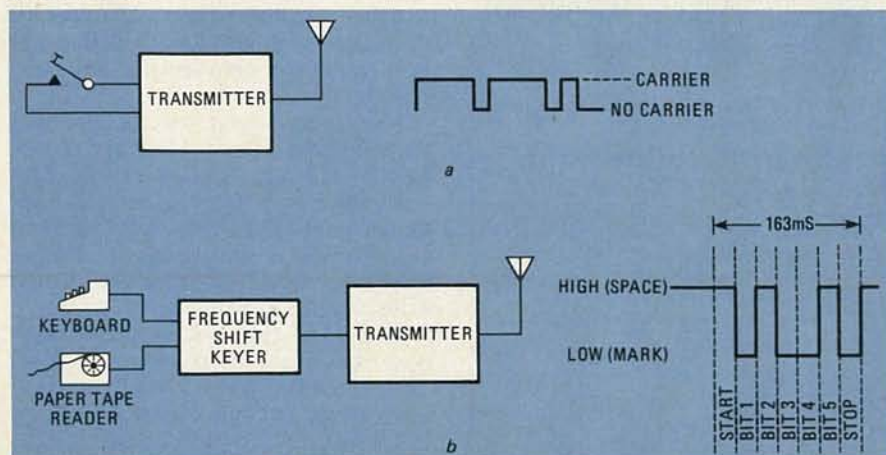 TRANSMITTER
CARRIER
NO CARRIER
a
163mS
HIGH (SPACE)
LOW (MARK)
KEYBOARD
PAPER TAPE
READER
FREQUENCY
SHIFT
KEYER
TRANSMITTER
START
BIT 1
BIT 2
BIT 3
BIT 4
BIT 5
STOP
b